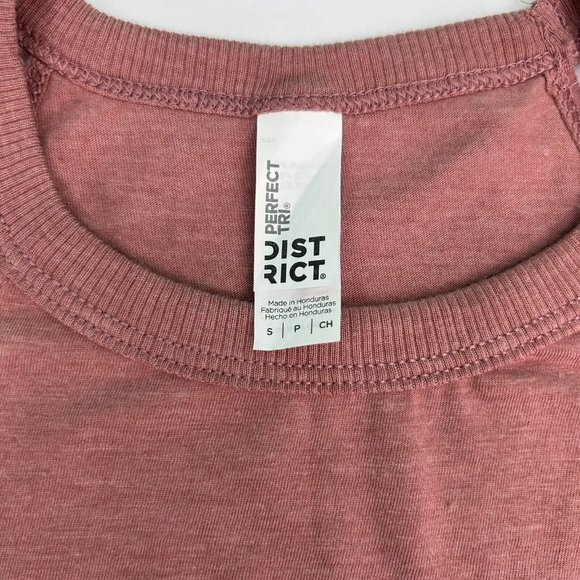 PERFECT
TRI®
DIST
RICT®
Made in Honduras
Fabriqué au Honduras
Hecho en Honduras
S | P | CH